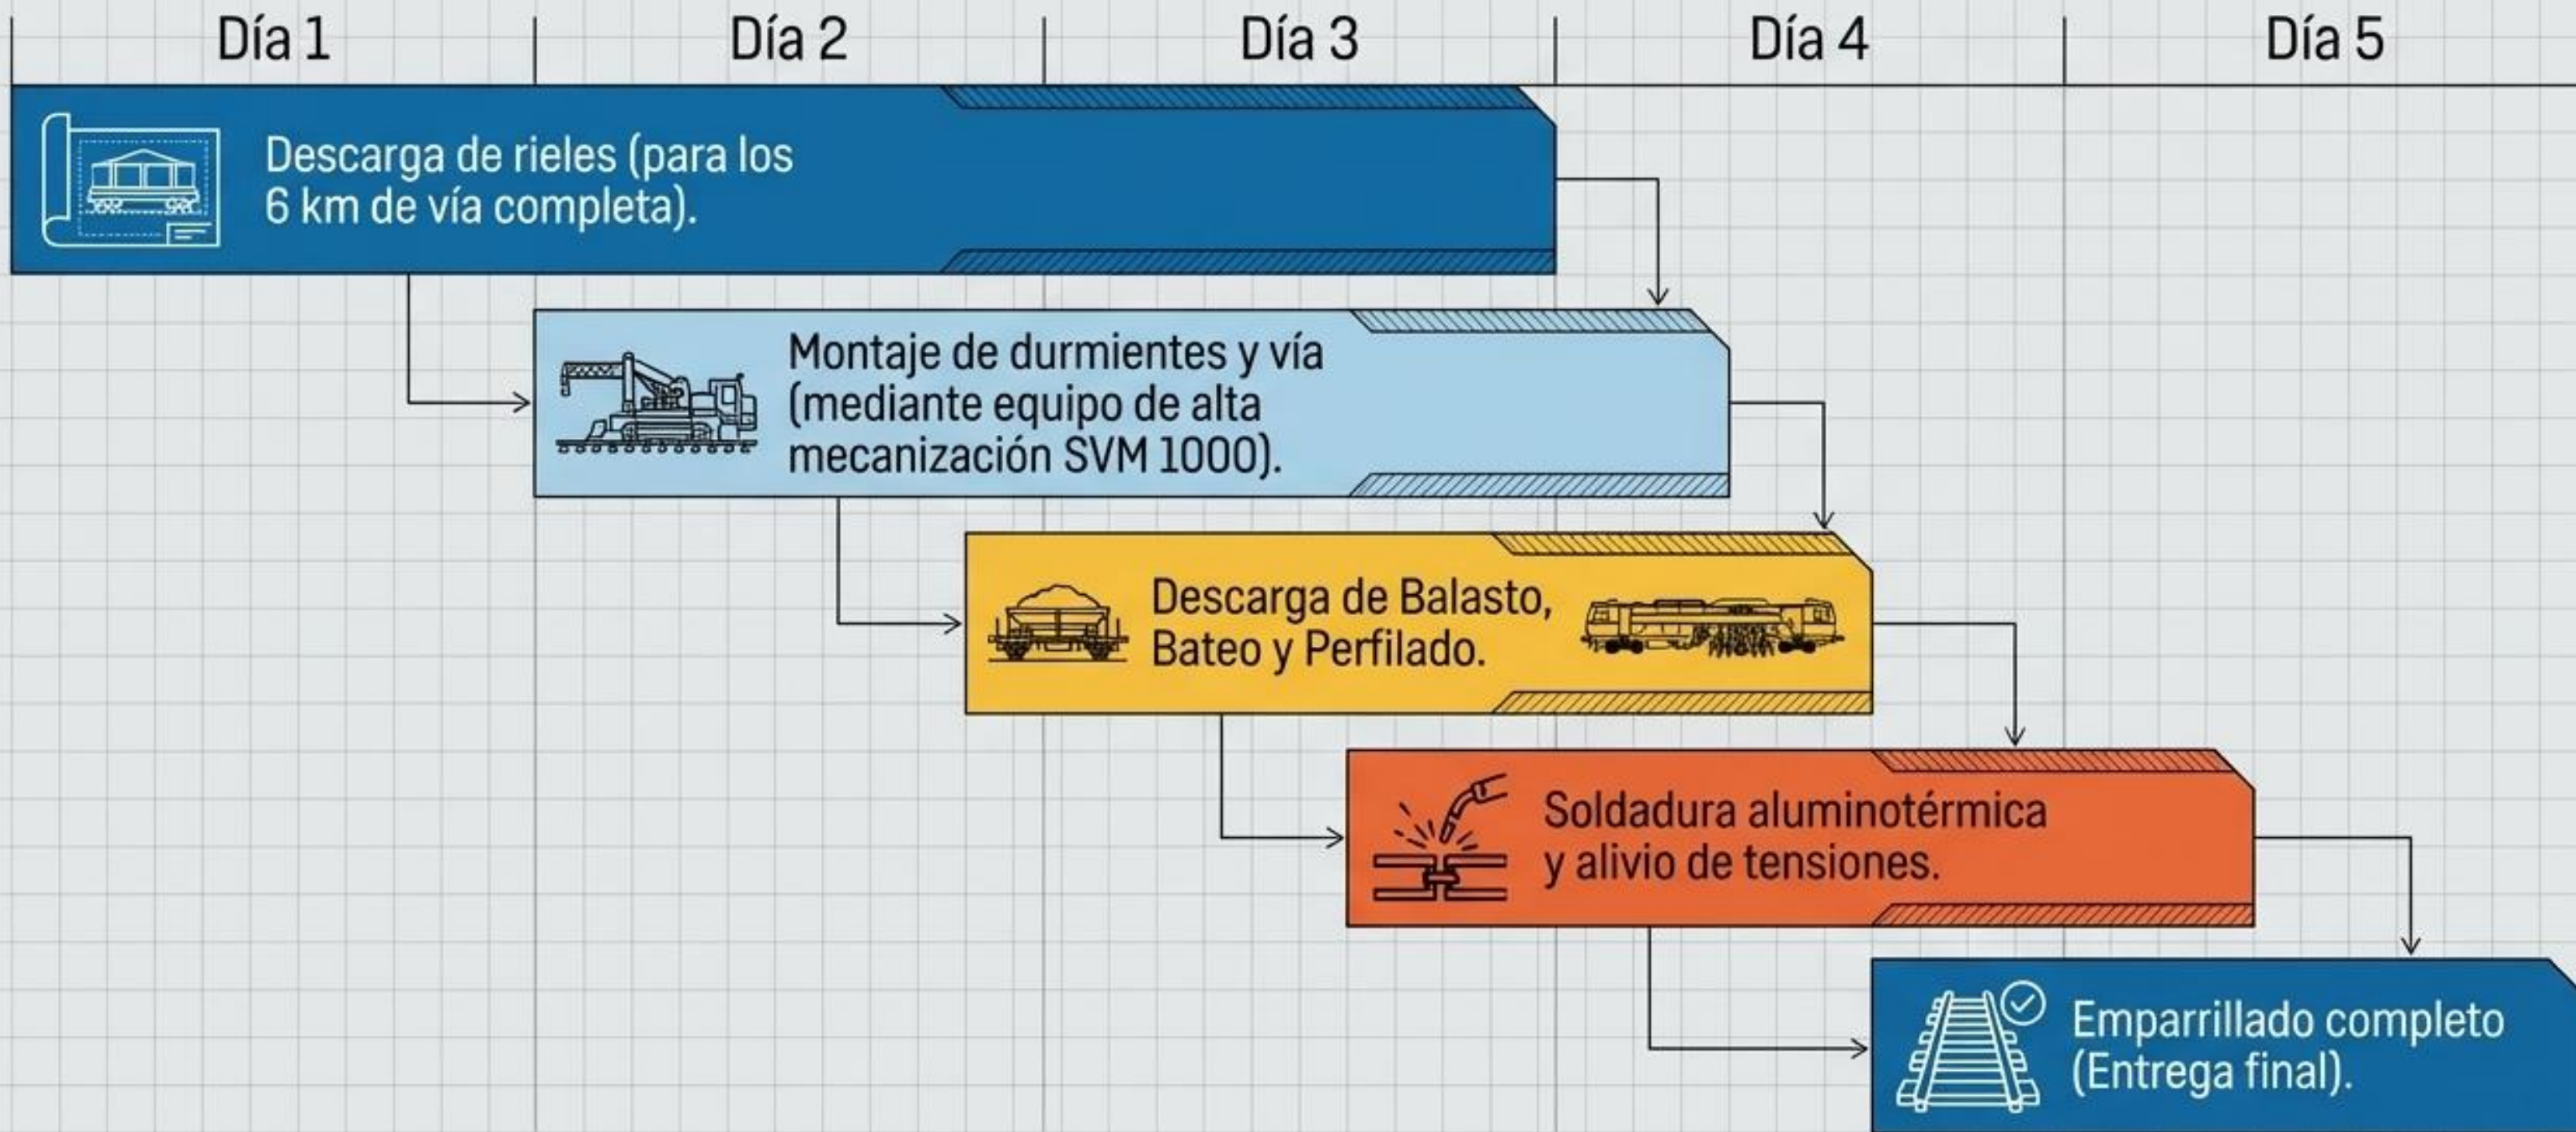 Día 1
Día 2
Día 3
Día 4
Día 5
Descarga de rieles (para los
6 km de vía completa).
Montaje de durmientes y vía
(mediante equipo de alta
mecanización SVM 1000).
Descarga de Balasto,
Bateo y Perfilado.
Soldadura aluminotérmica
y alivio de tensiones.
Emparrillado completo
(Entrega final).